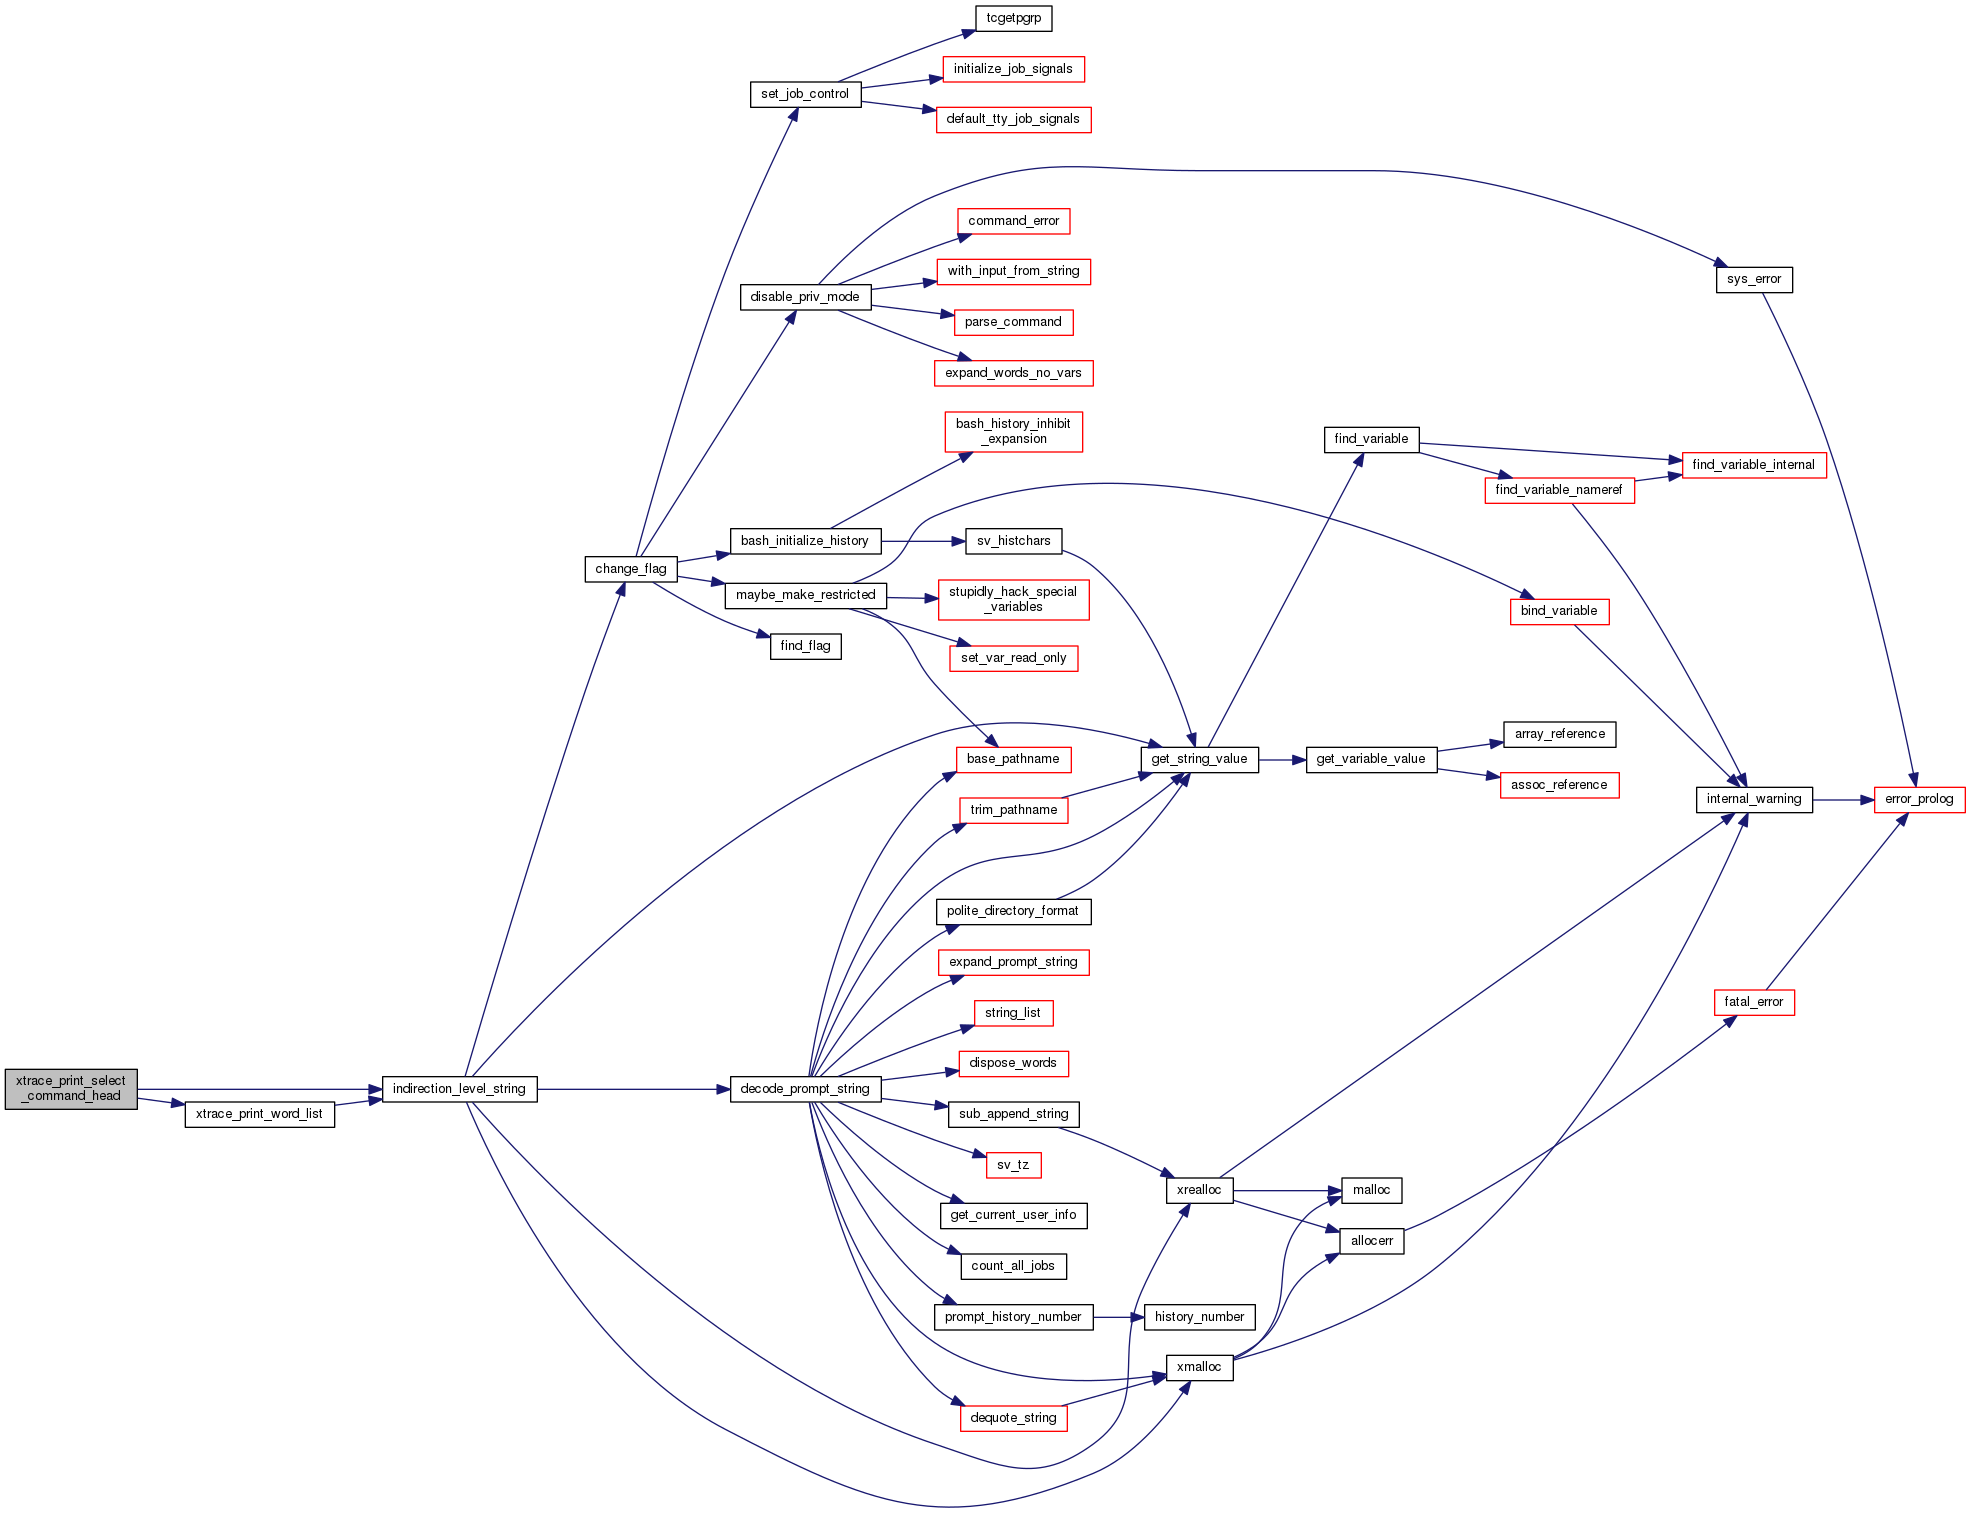 tcgetpgrp
initialize_job_signals
set_job_control
default_tty_job_signals
command_error
with_input_from_string
sys_error
disable_priv_mode
parse_command
expand_words_no_vars
bash_history_inhibit
_expansion
find_variable
find_variable_internal
find_variable_nameref
bash_initialize_history
sv_histchars
change_flag
maybe_make_restricted
stupidly_hack_special
_variables
bind_variable
find_flag
set_var_read_only
array_reference
base_pathname
get_string_value
get_variable_value
assoc_reference
trim_pathname
internal_warning
error_prolog
polite_directory_format
expand_prompt_string
string_list
fatal_error
dispose_words
xtrace_print_select
_command_head
indirection_level_string
decode_prompt_string
xtrace_print_word_list
sub_append_string
sv_tz
xrealloc
malloc
get_current_user_info
allocerr
count_all_jobs
prompt_history_number
history_number
xmalloc
dequote_string